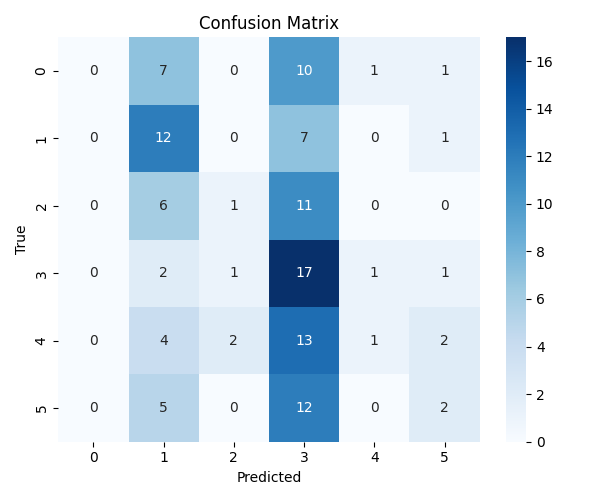 Confusion Matrix
0 0 7 0 10 1 1
1 0 12 0 7 0 1
2 0 6 1 11 0 0
3 0 2 1 17 1 1
4 0 4 2 13 1 2
5 0 5 0 12 0 2
0 1 2 3 4 5
Predicted
True
16
14
12
10
8
6
4
2
0